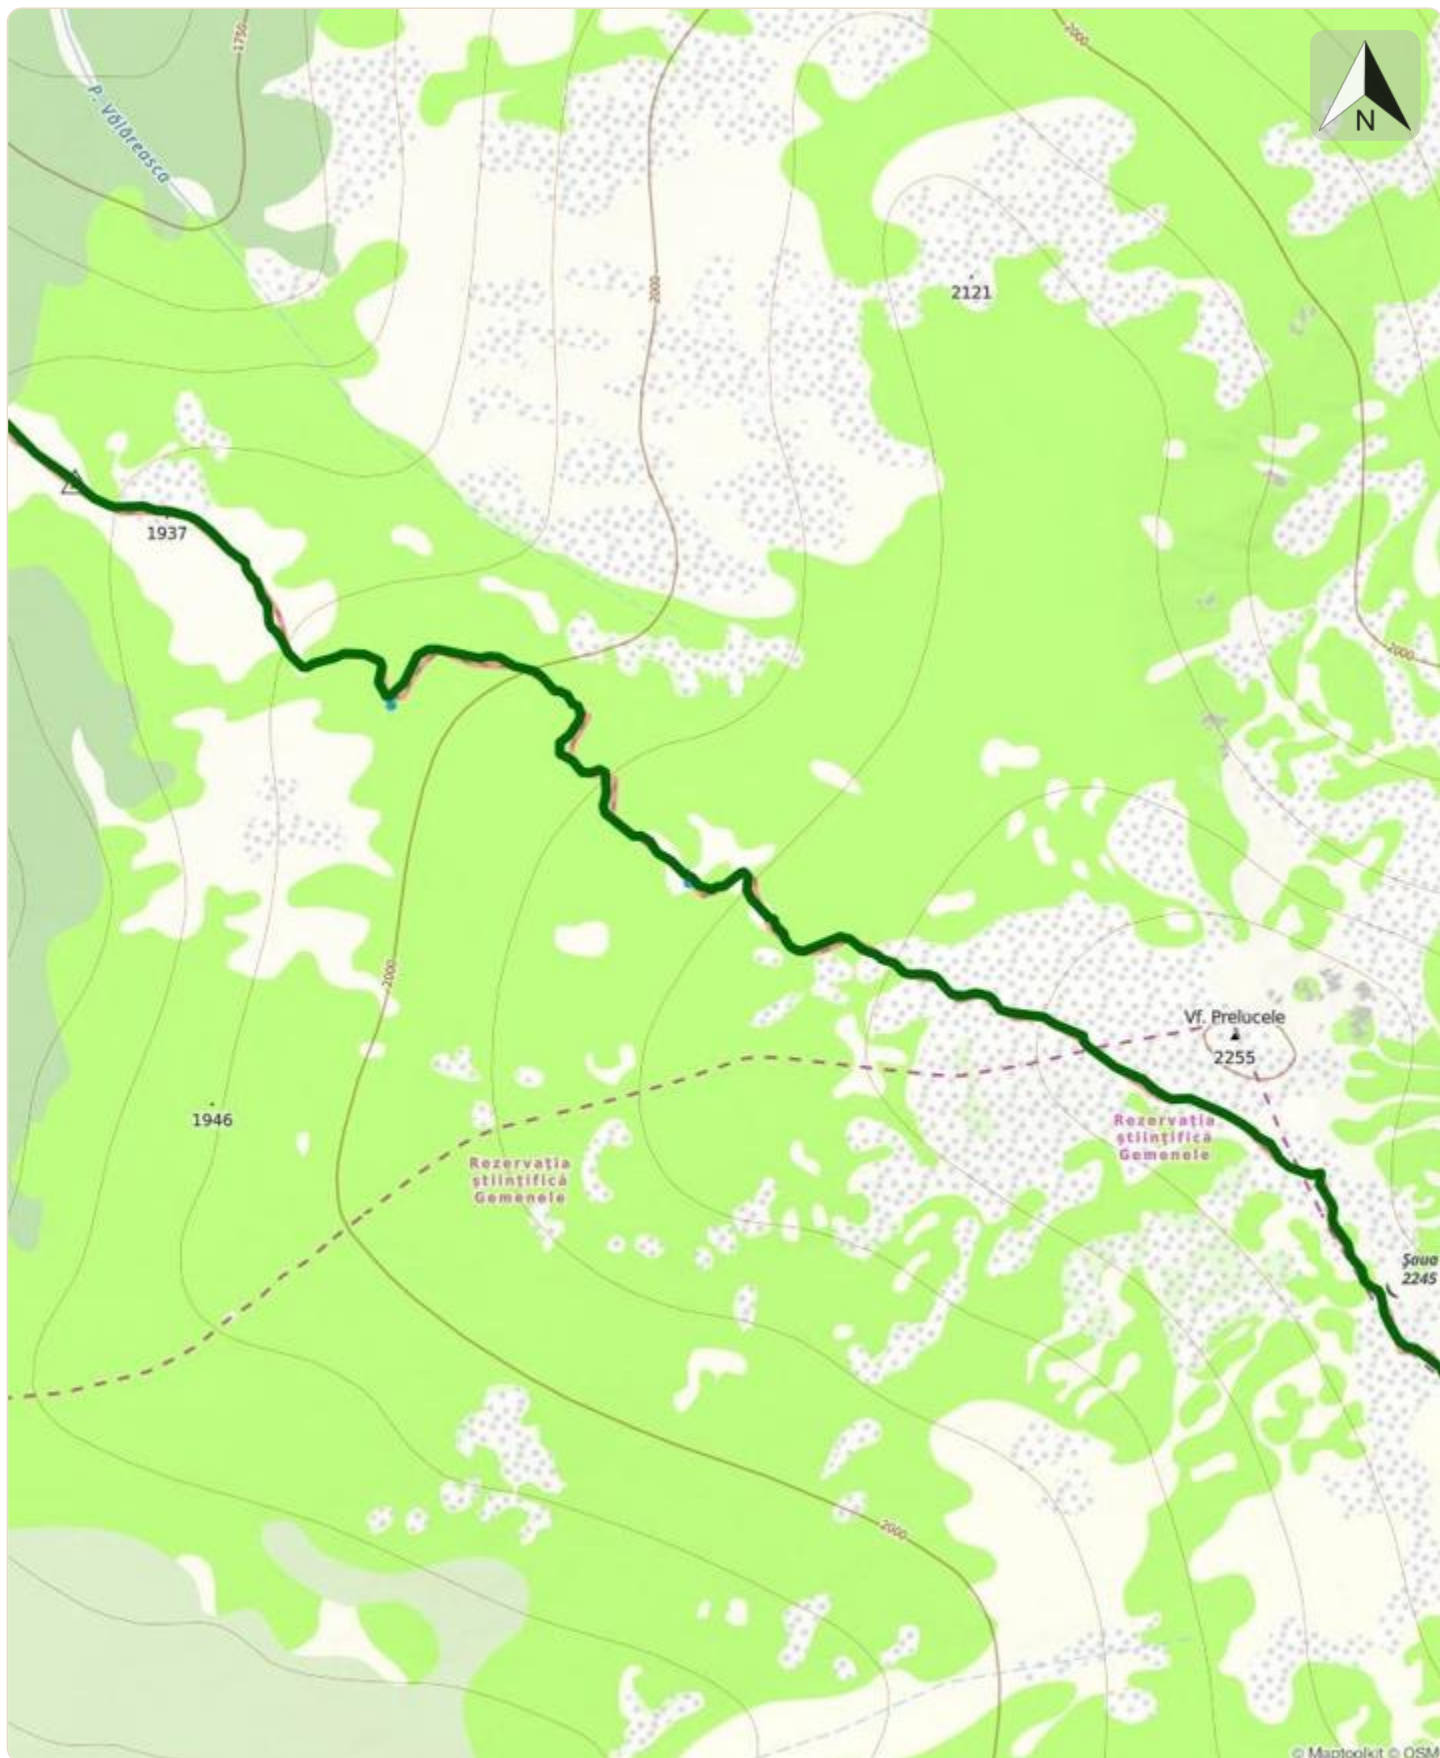 1750
2000
N
P. Vălăreasca
2000
2121
1937
2000
2000
Vf. Prelucele
2255
1946
Rezervația
științifică
Gemenele
Rezervația
științifică
Gemenele
Șaua
2245
2000
© Maptoolkit © OSM